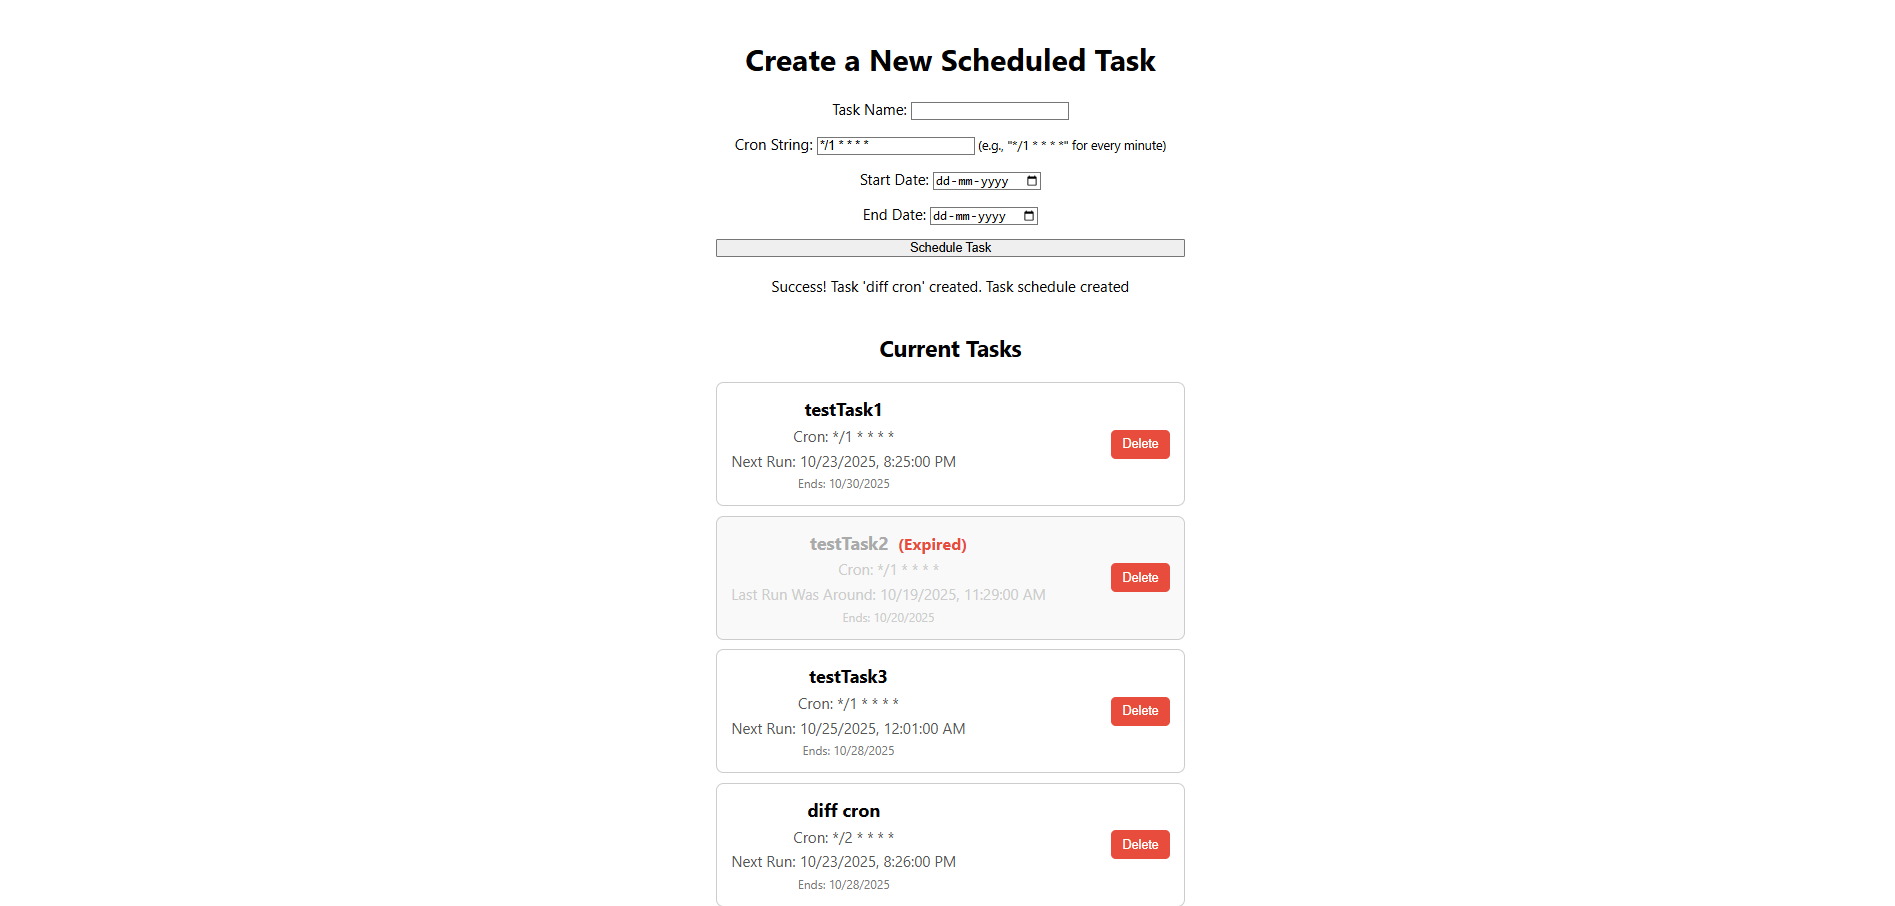 Create a New Scheduled Task
Task Name:
Cron String: */1 * * * * (e.g., "*/1 * * * *" for every minute)
Start Date: dd-mm-yyyy
End Date: dd-mm-yyyy
Schedule Task
Success! Task 'diff cron' created. Task schedule created
Current Tasks
testTask1
Cron: */1 * * * *
Next Run: 10/23/2025, 8:25:00 PM
Ends: 10/30/2025
Delete
testTask2 (Expired)
Cron: */1 * * * *
Last Run Was Around: 10/19/2025, 11:29:00 AM
Ends: 10/20/2025
Delete
testTask3
Cron: */1 * * * *
Next Run: 10/25/2025, 12:01:00 AM
Ends: 10/28/2025
Delete
diff cron
Cron: */2 * * * *
Next Run: 10/23/2025, 8:26:00 PM
Ends: 10/28/2025
Delete